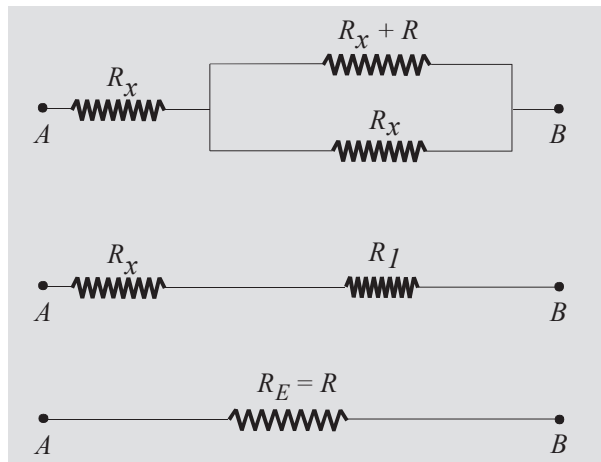 R_x + R
R_x
A R_x B
R_x R_1
A B
R_E = R
A B